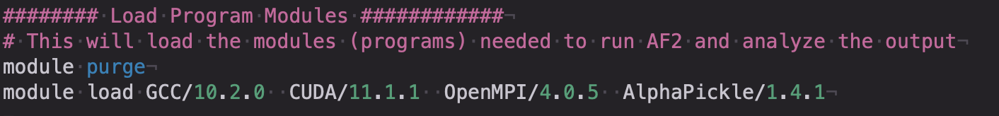 ######## Load Program Modules ############
# This will load the modules (programs) needed to run AF2 and analyze the output
module purge
module load GCC/10.2.0  CUDA/11.1.1  OpenMPI/4.0.5  AlphaPickle/1.4.1